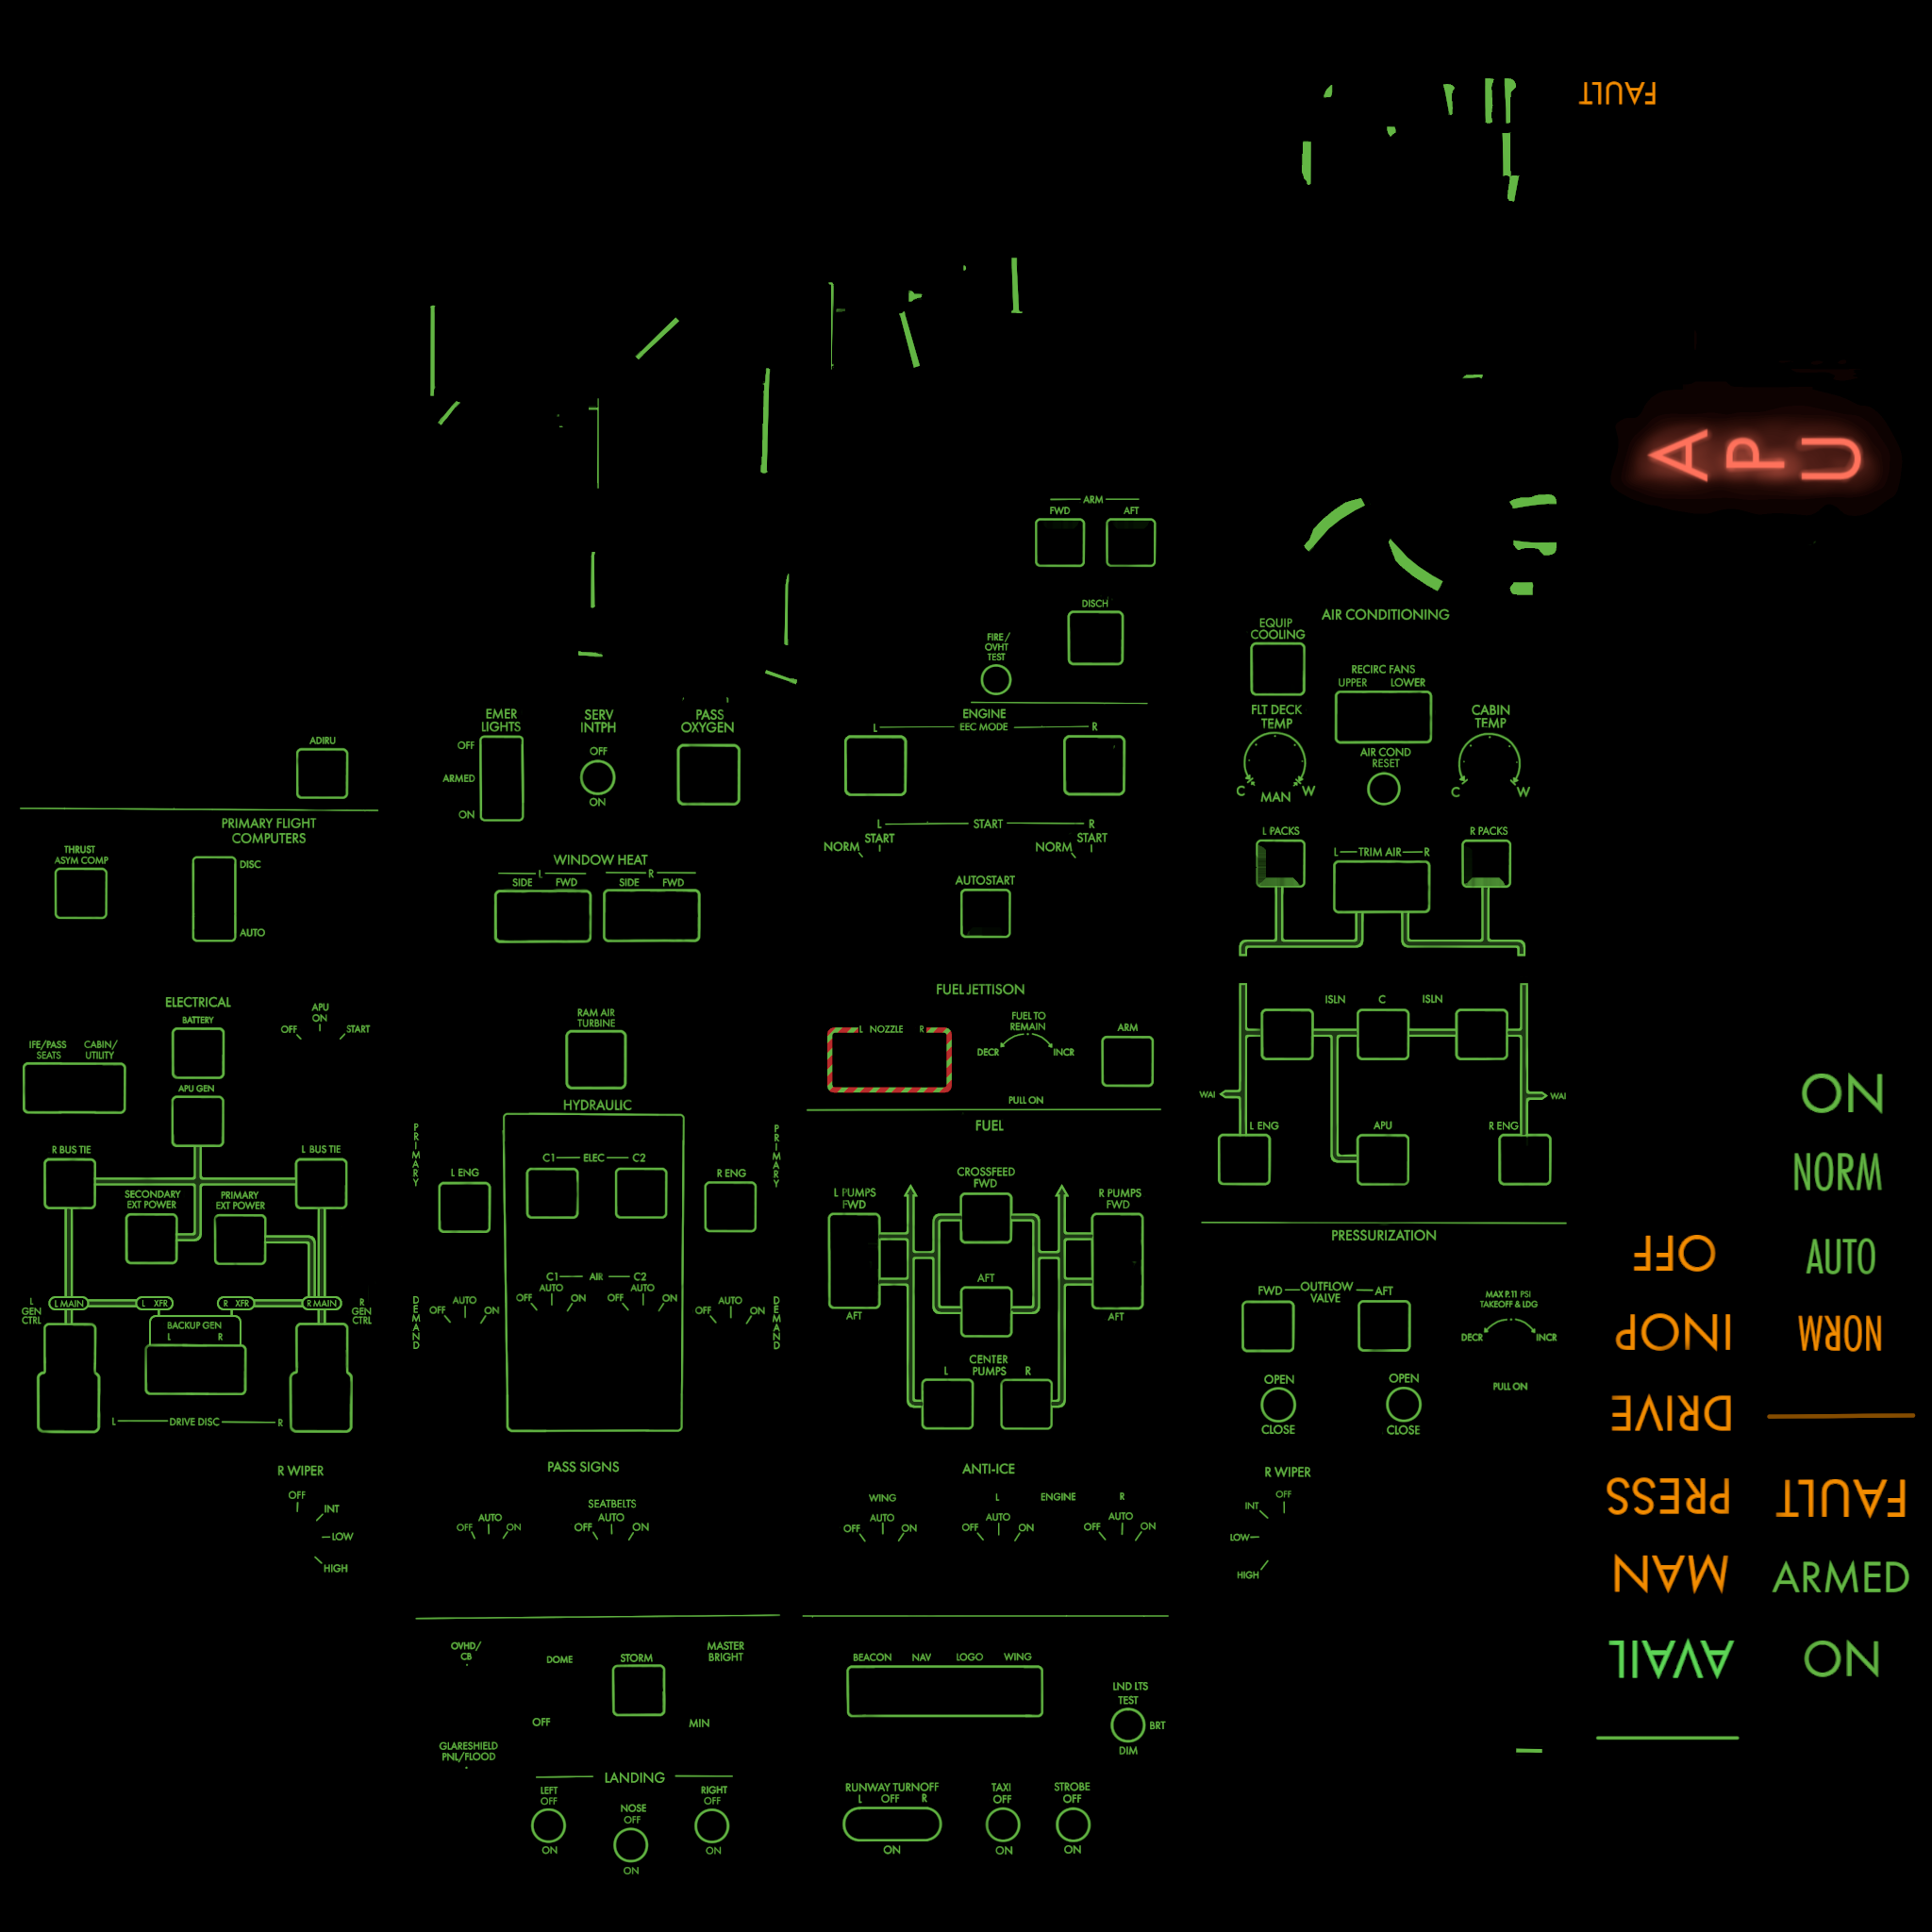 FAULT
APU
ARM
FWD AFT
DISCH
FIRE/
OVHT
TEST
ADIRU
PRIMARY FLIGHT
COMPUTERS
THRUST
ASYM COMP
DISC
AUTO
EMER
LIGHTS
OFF
ARMED
ON
SERV
INTPH
OFF
ON
PASS
OXYGEN
WINDOW HEAT
L R
SIDE FWD SIDE FWD
ENGINE
L EEC MODE R
L START R
NORM START NORM START
AUTOSTART
AIR CONDITIONING
EQUIP
COOLING
RECIRC FANS
UPPER LOWER
FLT DECK
TEMP
C MAN W
AIR COND
RESET
CABIN
TEMP
C W
L PACKS R PACKS
L TRIM AIR R
ISLN C ISLN
WAI WAI
L ENG APU R ENG
ELECTRICAL
BATTERY
APU
ON
OFF START
IFE/PASS
SEATS
CABIN/
UTILITY
APU GEN
R BUS TIE L BUS TIE
SECONDARY
EXT POWER
PRIMARY
EXT POWER
L MAIN L XFR R XFR R MAIN
L
GEN
CTRL
R
GEN
CTRL
BACKUP GEN
L R
L DRIVE DISC R
R WIPER
OFF
INT
LOW
HIGH
RAM AIR
TURBINE
HYDRAULIC
PRIMARY PRIMARY
C1 ELEC C2
L ENG R ENG
C1 AIR C2
DEMAND DEMAND
OFF AUTO ON
OFF AUTO ON
OFF AUTO ON
OFF AUTO ON
PASS SIGNS
SEATBELTS
OFF AUTO ON
OFF AUTO ON
FUEL JETTISON
L NOZZLE R
FUEL TO
REMAIN
DECR INCR
PULL ON
ARM
FUEL
CROSSFEED
FWD
L PUMPS
FWD
R PUMPS
FWD
AFT
AFT AFT
CENTER
PUMPS
L R
ANTI-ICE
WING L ENGINE R
OFF AUTO ON
OFF AUTO ON
OFF AUTO ON
PRESSURIZATION
FWD OUTFLOW
VALVE AFT
MAX P.11 PSI
TAKEOFF & LDG
DECR INCR
PULL ON
OPEN OPEN
CLOSE CLOSE
R WIPER
OFF
INT
LOW
HIGH
OVHD/
CB
DOME
STORM
MASTER
BRIGHT
OFF MIN
GLARESHIELD
PNL/FLOOD
LANDING
LEFT
OFF
ON
NOSE
OFF
ON
RIGHT
OFF
ON
BEACON NAV LOGO WING
LND LTS
TEST
BRT
DIM
RUNWAY TURNOFF
L OFF R
ON
TAXI
OFF
ON
STROBE
OFF
ON
ON
NORM
OFF AUTO
INOP NORM
DRIVE
PRESS FAULT
MAN ARMED
AVAIL ON